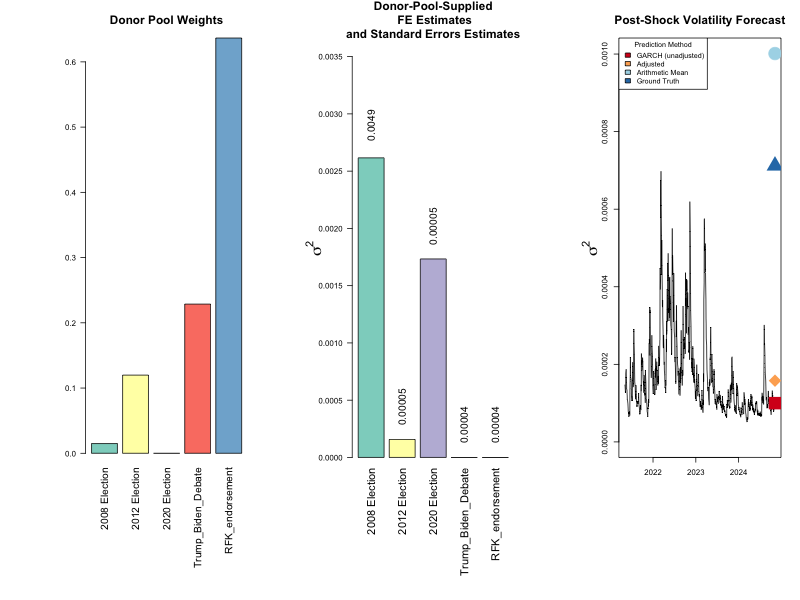 Donor Pool Weights
0.6
0.5
0.4
0.3
0.2
0.1
0.0
2008 Election
2012 Election
2020 Election
Trump_Biden_Debate
RFK_endorsement
Donor-Pool-Supplied
FE Estimates
and Standard Errors Estimates
σ2
0.0035
0.0030
0.0025
0.0020
0.0015
0.0010
0.0005
0.0000
0.0049
0.00005
0.00005
0.00004
0.00004
2008 Election
2012 Election
2020 Election
Trump_Biden_Debate
RFK_endorsement
Post-Shock Volatility Forecast
Prediction Method
GARCH (unadjusted)
Adjusted
Arithmetic Mean
Ground Truth
σ2
0.0010
0.0008
0.0006
0.0004
0.0002
0.0000
2022
2023
2024